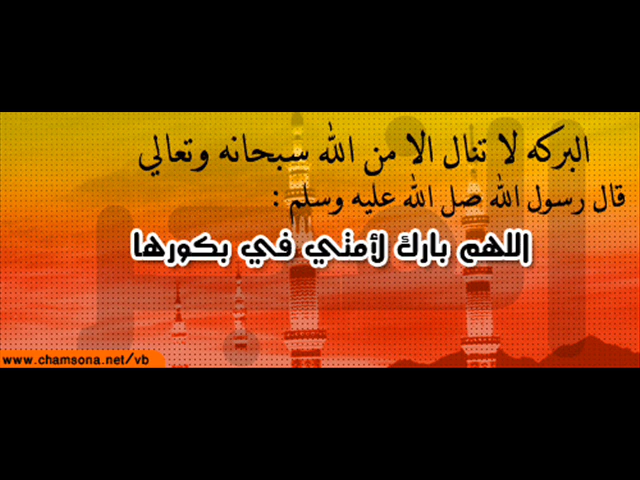 البركه لا تنال الا من الله سبحانه وتعالي
قال رسول الله صل الله عليه وسلم :
اللهم بارك لأمتي في بكورها
www.chamsona.net/vb